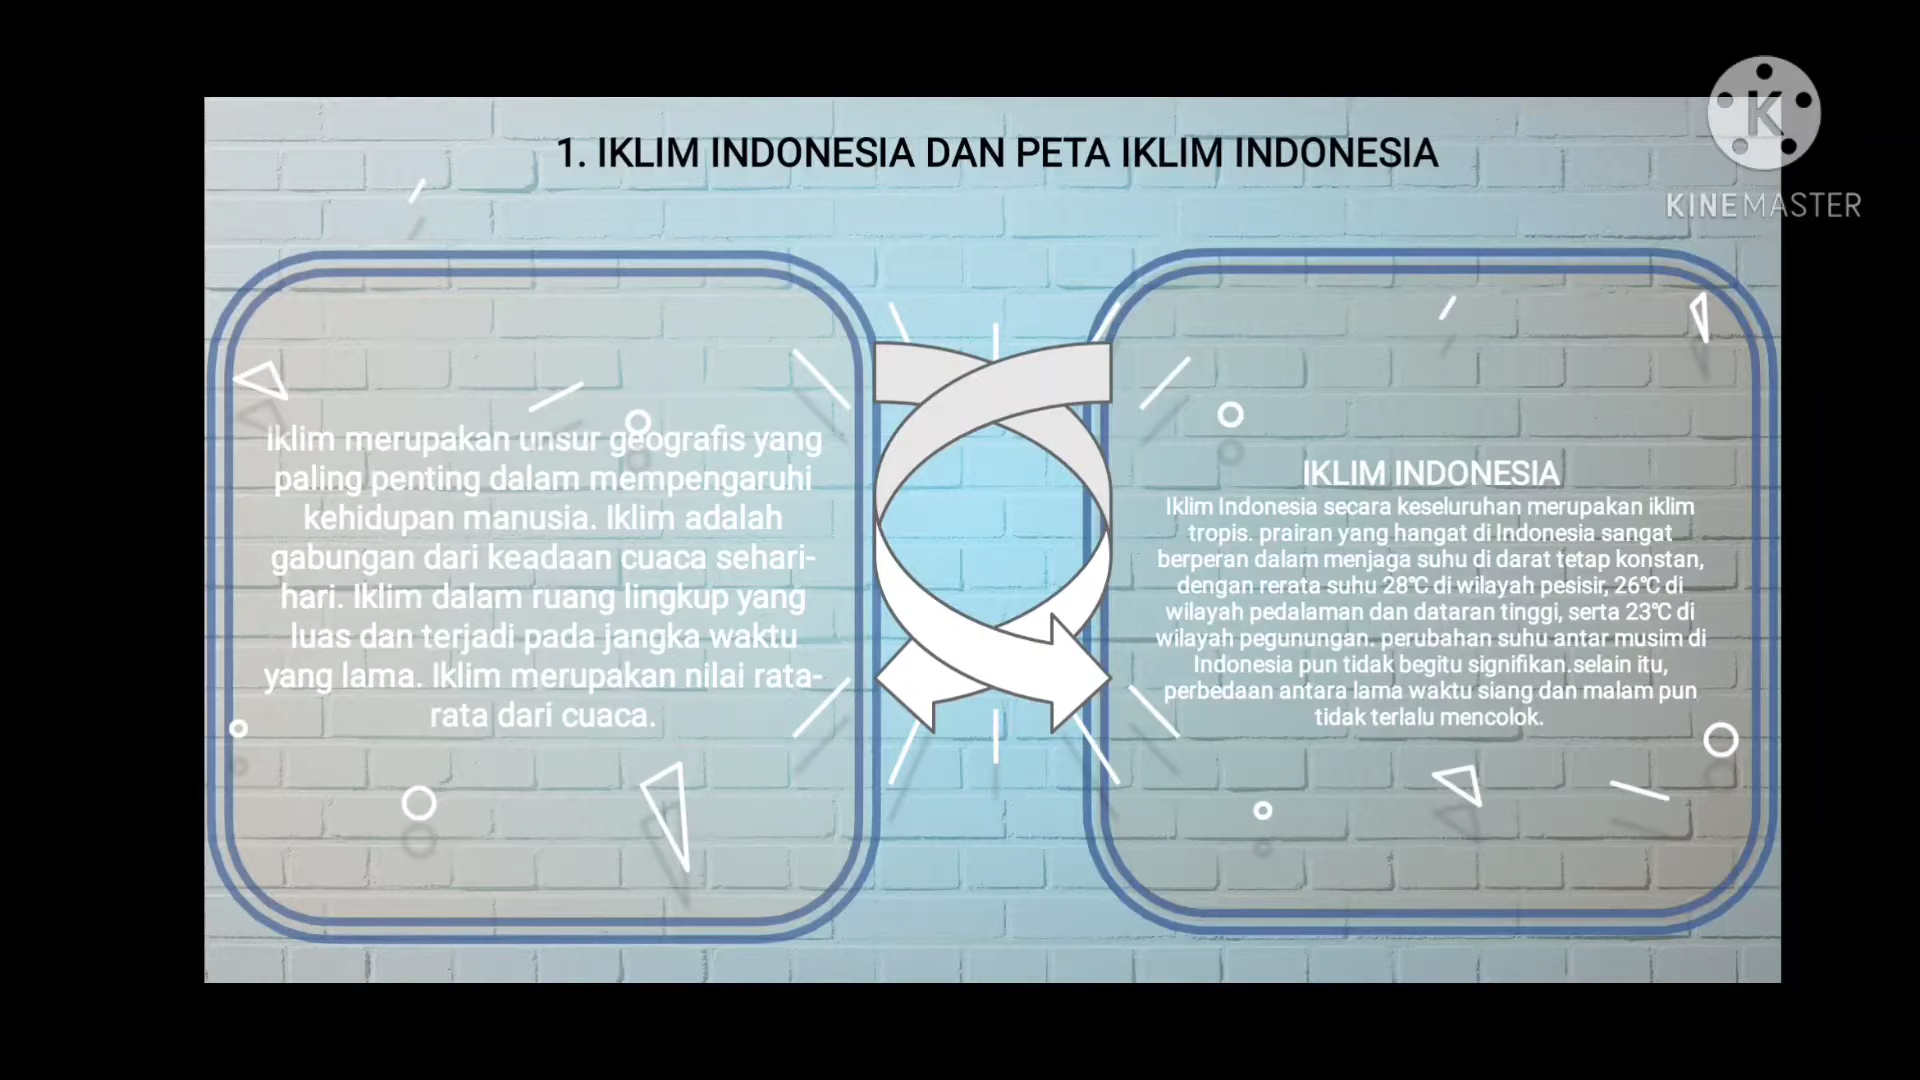 1. IKLIM INDONESIA DAN PETA IKLIM INDONESIA
K
KINEMASTER
Iklim merupakan unsur geografis yang
paling penting dalam mempengaruhi
kehidupan manusia. Iklim adalah
gabungan dari keadaan cuaca sehari-
hari. Iklim dalam ruang lingkup yang
luas dan terjadi pada jangka waktu
yang lama. Iklim merupakan nilai rata-
rata dari cuaca.
IKLIM INDONESIA
Iklim Indonesia secara keseluruhan merupakan iklim
tropis. prairan yang hangat di Indonesia sangat
berperan dalam menjaga suhu di darat tetap konstan,
dengan rerata suhu 28℃ di wilayah pesisir, 26℃ di
wilayah pedalaman dan dataran tinggi, serta 23℃ di
wilayah pegunungan. perubahan suhu antar musim di
Indonesia pun tidak begitu signifikan.selain itu,
perbedaan antara lama waktu siang dan malam pun
tidak terlalu mencolok.